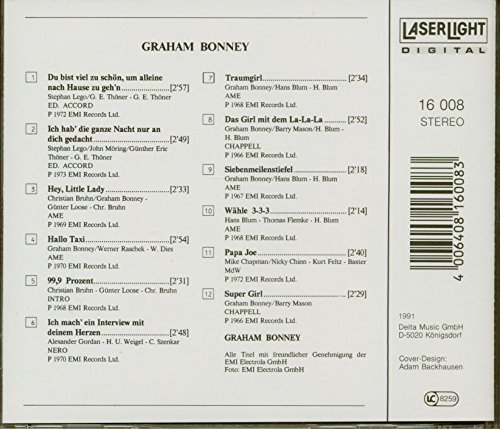 GRAHAM BONNEY
1 Du bist viel zu schön, um alleine
nach Hause zu geh'n [2'57]
Stephan Lego/G. E. Thöner - G. E. Thöner
ED. ACCORD
P 1972 EMI Records Ltd.
2 Ich hab' die ganze Nacht nur an
dich gedacht [2'49]
Stephan Lego/John Möring/Günther Eric
Thöner - G. E. Thöner
ED. ACCORD
P 1973 EMI Records Ltd.
3 Hey, Little Lady [2'33]
Christian Bruhn/Graham Bonney -
Günter Loose - Chr. Bruhn
AME
P 1969 EMI Records Ltd.
4 Hallo Taxi [2'54]
Graham Bonney/Werner Raschek - W. Dies
AME
P 1970 EMI Records Ltd.
5 99,9 Prozent [2'31]
Christian Bruhn - Günter Loose - Chr. Bruhn
INTRO
P 1968 EMI Records Ltd.
6 Ich mach' ein Interview mit
deinem Herzen [2'48]
Alexander Gordan - H. U. Weigel - C. Szenkar
NERO
P 1970 EMI Records Ltd.
7 Traumgirl [2'34]
Graham Bonney/Hans Blum - H. Blum
AME
P 1968 EMI Records Ltd.
8 Das Girl mit dem La-La-La [2'52]
Graham Bonney/Barry Mason/H. Blum -
H. Blum
CHAPPELL
P 1966 EMI Records Ltd.
9 Siebenmeilenstiefel [2'18]
Graham Bonney/Hans Blum - H. Blum
AME
P 1967 EMI Records Ltd.
10 Wähle 3-3-3 [2'14]
Hans Blum - Thomas Flemke - H. Blum
AME
P 1968 EMI Records Ltd.
11 Papa Joe [2'40]
Mike Chapman/Nicky Chinn - Kurt Feltz - Baxter
MdW
P 1972 EMI Records Ltd.
12 Super Girl [2'29]
Graham Bonney/Barry Mason
CHAPPELL
P 1966 EMI Records Ltd.
GRAHAM BONNEY
Alle Titel mit freundlicher Genehmigung der
EMI Electrola GmbH
Foto: EMI Electrola GmbH
LASERLIGHT
DIGITAL
16 008
STEREO
4 006408 160083
1991
Delta Music GmbH
D-5020 Königsdorf
Cover-Design:
Adam Backhausen
LC 8259